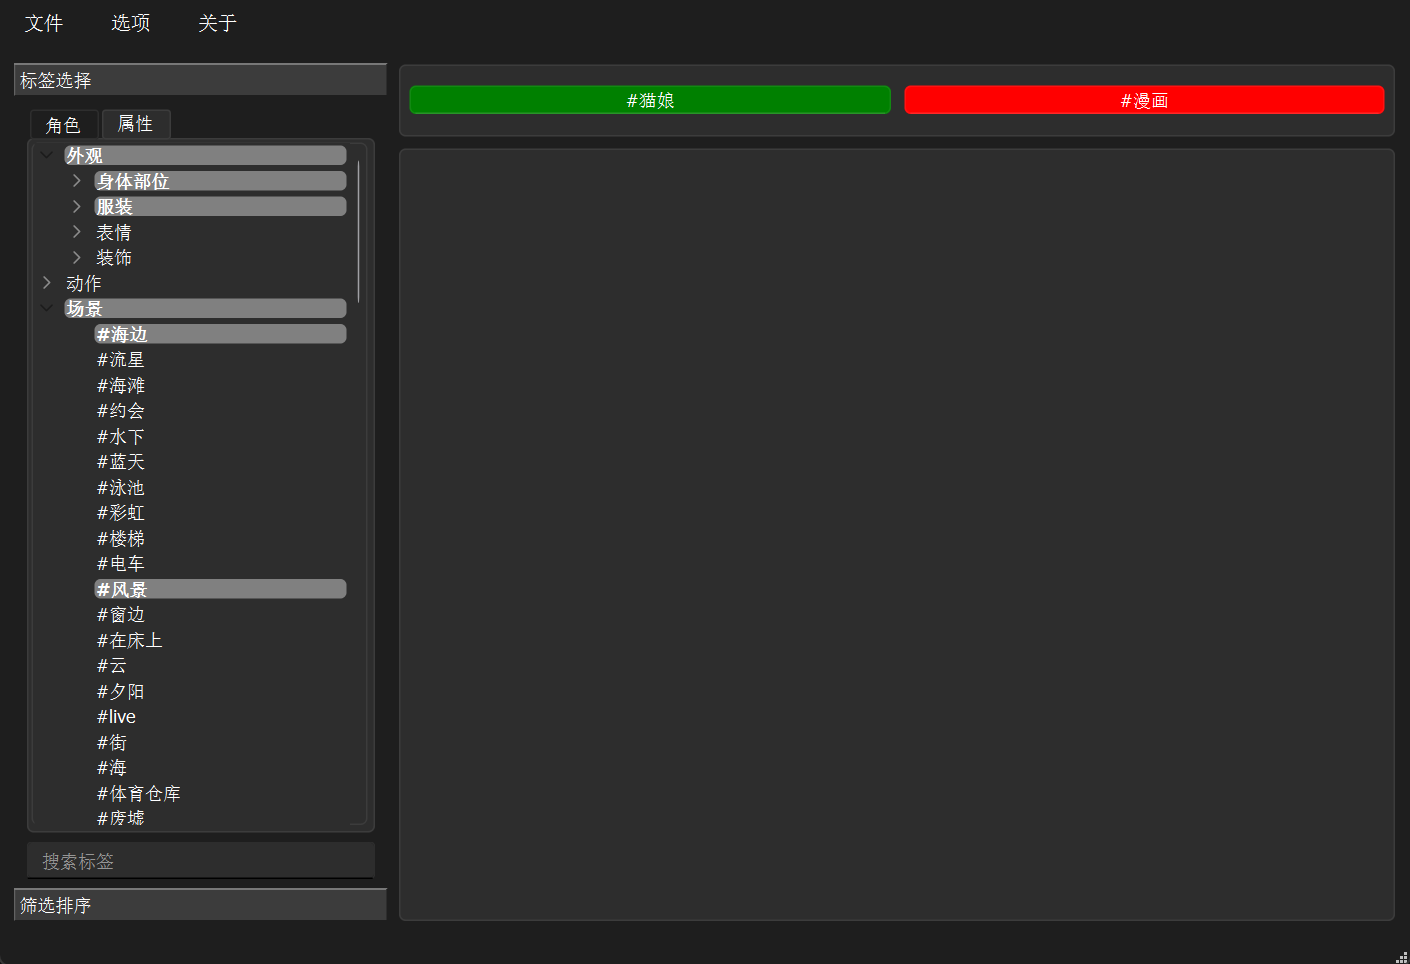 文件 选项 关于
标签选择
角色 属性
外观
身体部位
服装
表情
装饰
动作
场景
#海边
#流星
#海滩
#约会
#水下
#蓝天
#泳池
#彩虹
#楼梯
#电车
#风景
#窗边
#在床上
#云
#夕阳
#live
#街
#海
#体育仓库
#废墟
搜索标签
筛选排序
#猫娘 #漫画